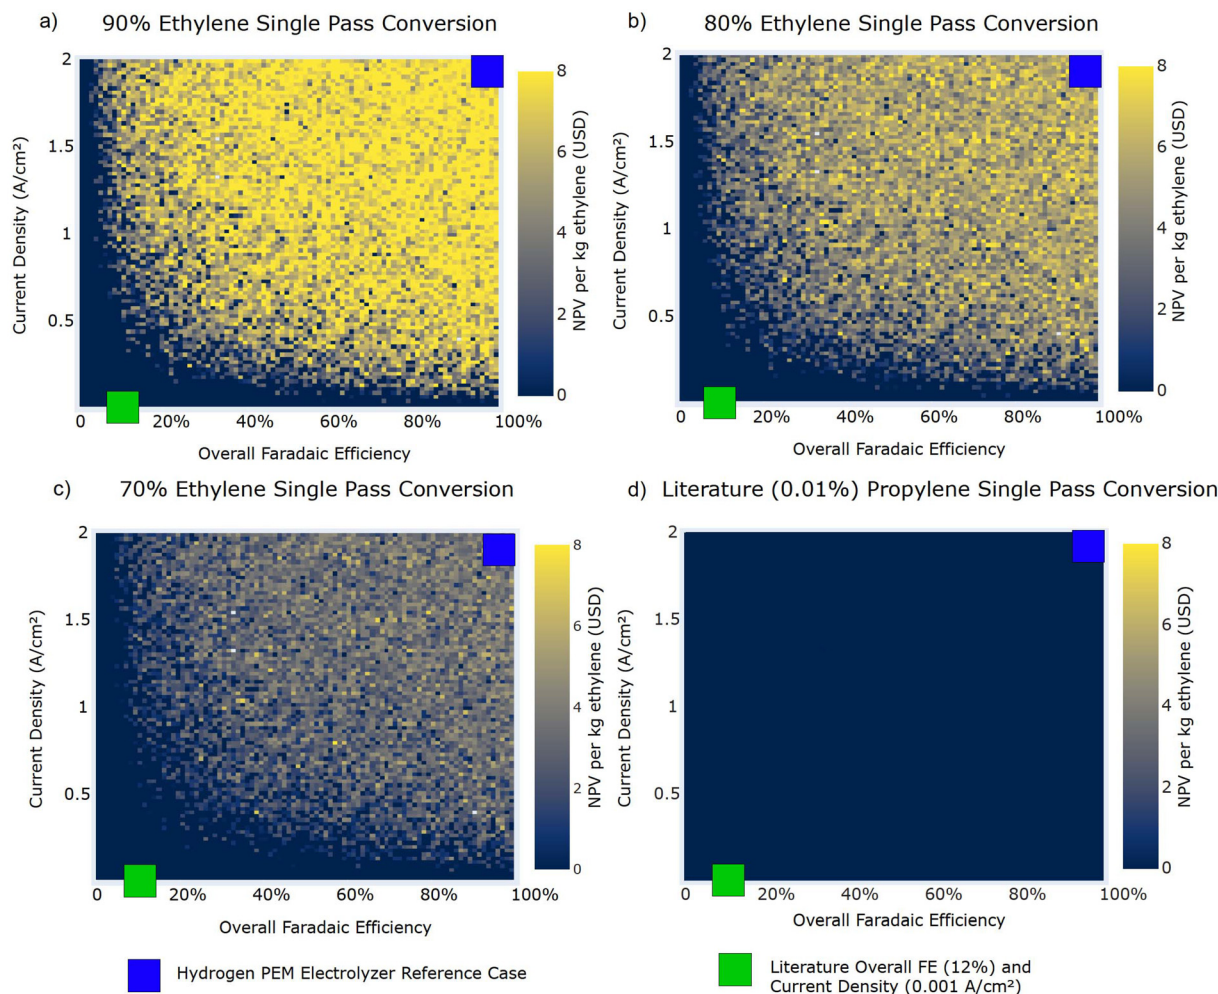 a) 90% Ethylene Single Pass Conversion
2
1.5
1
0.5
0 20% 40% 60% 80% 100%
Current Density (A/cm²)
Overall Faradaic Efficiency
8
6
4
2
0
NPV per kg ethylene (USD)
b) 80% Ethylene Single Pass Conversion
2
1.5
1
0.5
0 20% 40% 60% 80% 100%
Current Density (A/cm²)
Overall Faradaic Efficiency
8
6
4
2
0
NPV per kg ethylene (USD)
c) 70% Ethylene Single Pass Conversion
2
1.5
1
0.5
0 20% 40% 60% 80% 100%
Current Density (A/cm²)
Overall Faradaic Efficiency
8
6
4
2
0
NPV per kg ethylene (USD)
d) Literature (0.01%) Propylene Single Pass Conversion
2
1.5
1
0.5
0 20% 40% 60% 80% 100%
Current Density (A/cm²)
Overall Faradaic Efficiency
8
6
4
2
0
NPV per kg ethylene (USD)
Hydrogen PEM Electrolyzer Reference Case
Literature Overall FE (12%) and
Current Density (0.001 A/cm²)